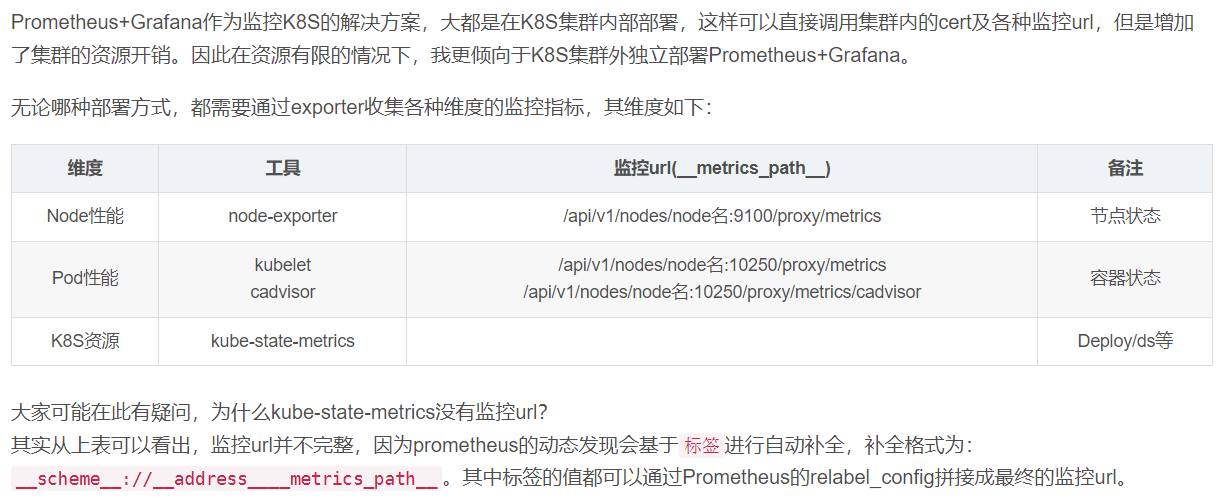 Prometheus+Grafana作为监控K8S的解决方案，大都是在K8S集群内部部署，这样可以直接调用集群内的cert及各种监控url，但是增加
了集群的资源开销。因此在资源有限的情况下，我更倾向于K8S集群外独立部署Prometheus+Grafana。
无论哪种部署方式，都需要通过exporter收集各种维度的监控指标，其维度如下：
维度 工具 监控url(__metrics_path__) 备注
Node性能 node-exporter /api/v1/nodes/node名:9100/proxy/metrics 节点状态
Pod性能 kubelet /api/v1/nodes/node名:10250/proxy/metrics 容器状态
cadvisor /api/v1/nodes/node名:10250/proxy/metrics/cadvisor
K8S资源 kube-state-metrics Deploy/ds等
大家可能在此有疑问，为什么kube-state-metrics没有监控url？
其实从上表可以看出，监控url并不完整，因为prometheus的动态发现会基于标签进行自动补全，补全格式为：
__scheme__://__address____metrics_path__。其中标签的值都可以通过Prometheus的relabel_config拼接成最终的监控url。